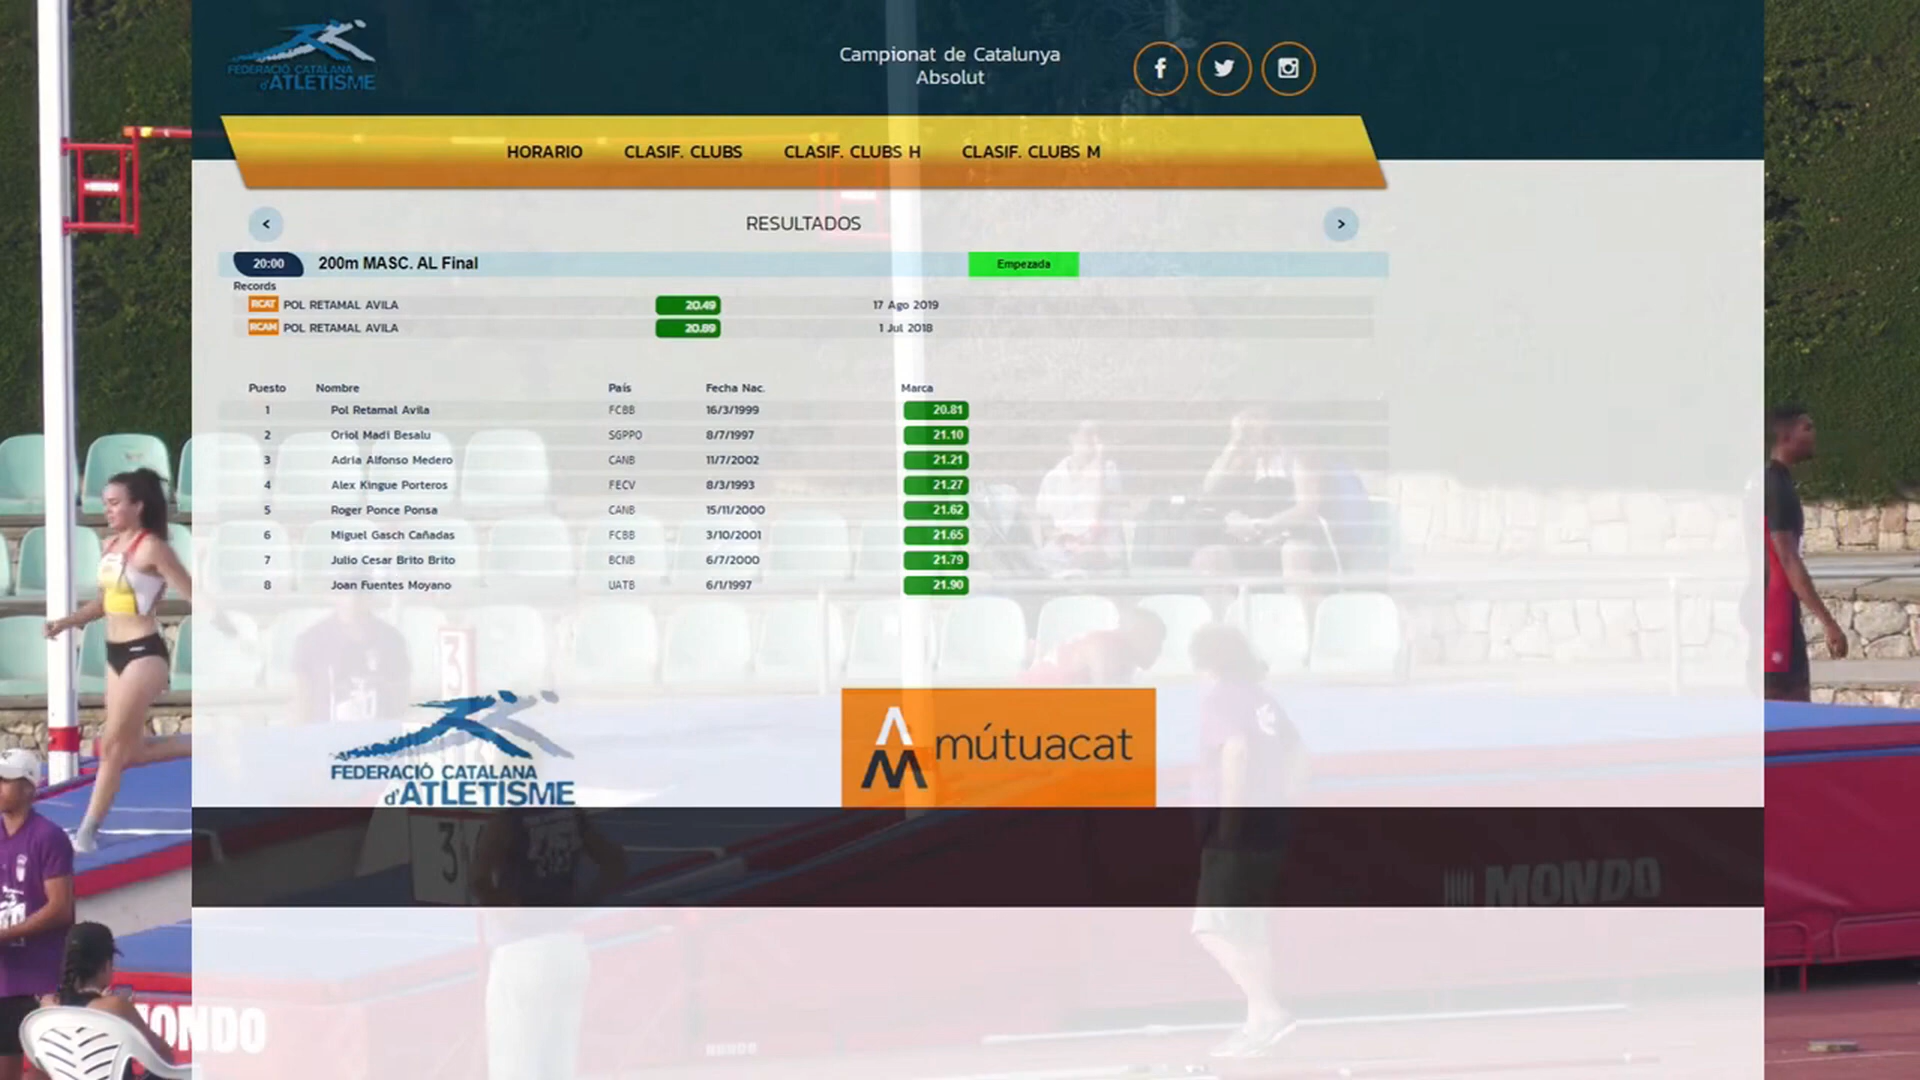 FEDERACIÓ CATALANA
d'ATLETISME
Campionat de Catalunya
Absolut
HORARIO CLASIF. CLUBS CLASIF. CLUBS H CLASIF. CLUBS M
< RESULTADOS >
20:00 200m MASC. AL Final Empezada
Records
RCAT POL RETAMAL AVILA 20.49 17 Ago 2019
RCAM POL RETAMAL AVILA 20.89 1 Jul 2018
Puesto Nombre País Fecha Nac. Marca
1 Pol Retamal Avila FCBB 16/3/1999 20.81
2 Oriol Madi Besalu SGPPO 8/7/1997 21.10
3 Adria Alfonso Medero CANB 11/7/2002 21.21
4 Alex Kingue Porteros FECV 8/3/1993 21.27
5 Roger Ponce Ponsa CANB 15/11/2000 21.62
6 Miguel Gasch Cañadas FCBB 3/10/2001 21.65
7 Julio Cesar Brito Brito BCNB 6/7/2000 21.79
8 Joan Fuentes Moyano UATB 6/1/1997 21.90
3
FEDERACIÓ CATALANA
d'ATLETISME
mútuacat
3
MONDO
MONDO